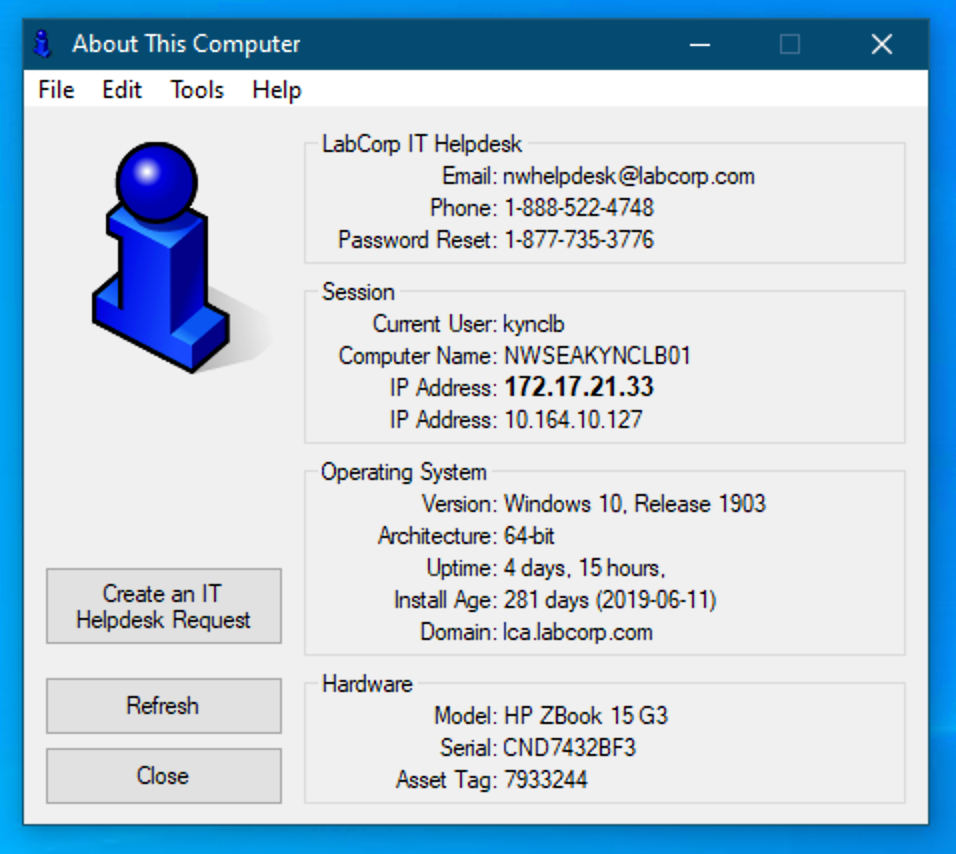 About This Computer
File Edit Tools Help
LabCorp IT Helpdesk
Email: nwhelpdesk@labcorp.com
Phone: 1-888-522-4748
Password Reset: 1-877-735-3776
Session
Current User: kynclb
Computer Name: NWSEAKYNCLB01
IP Address: 172.17.21.33
IP Address: 10.164.10.127
Operating System
Version: Windows 10, Release 1903
Architecture: 64-bit
Uptime: 4 days, 15 hours,
Install Age: 281 days (2019-06-11)
Domain: lca.labcorp.com
Hardware
Model: HP ZBook 15 G3
Serial: CND7432BF3
Asset Tag: 7933244
Create an IT
Helpdesk Request
Refresh
Close